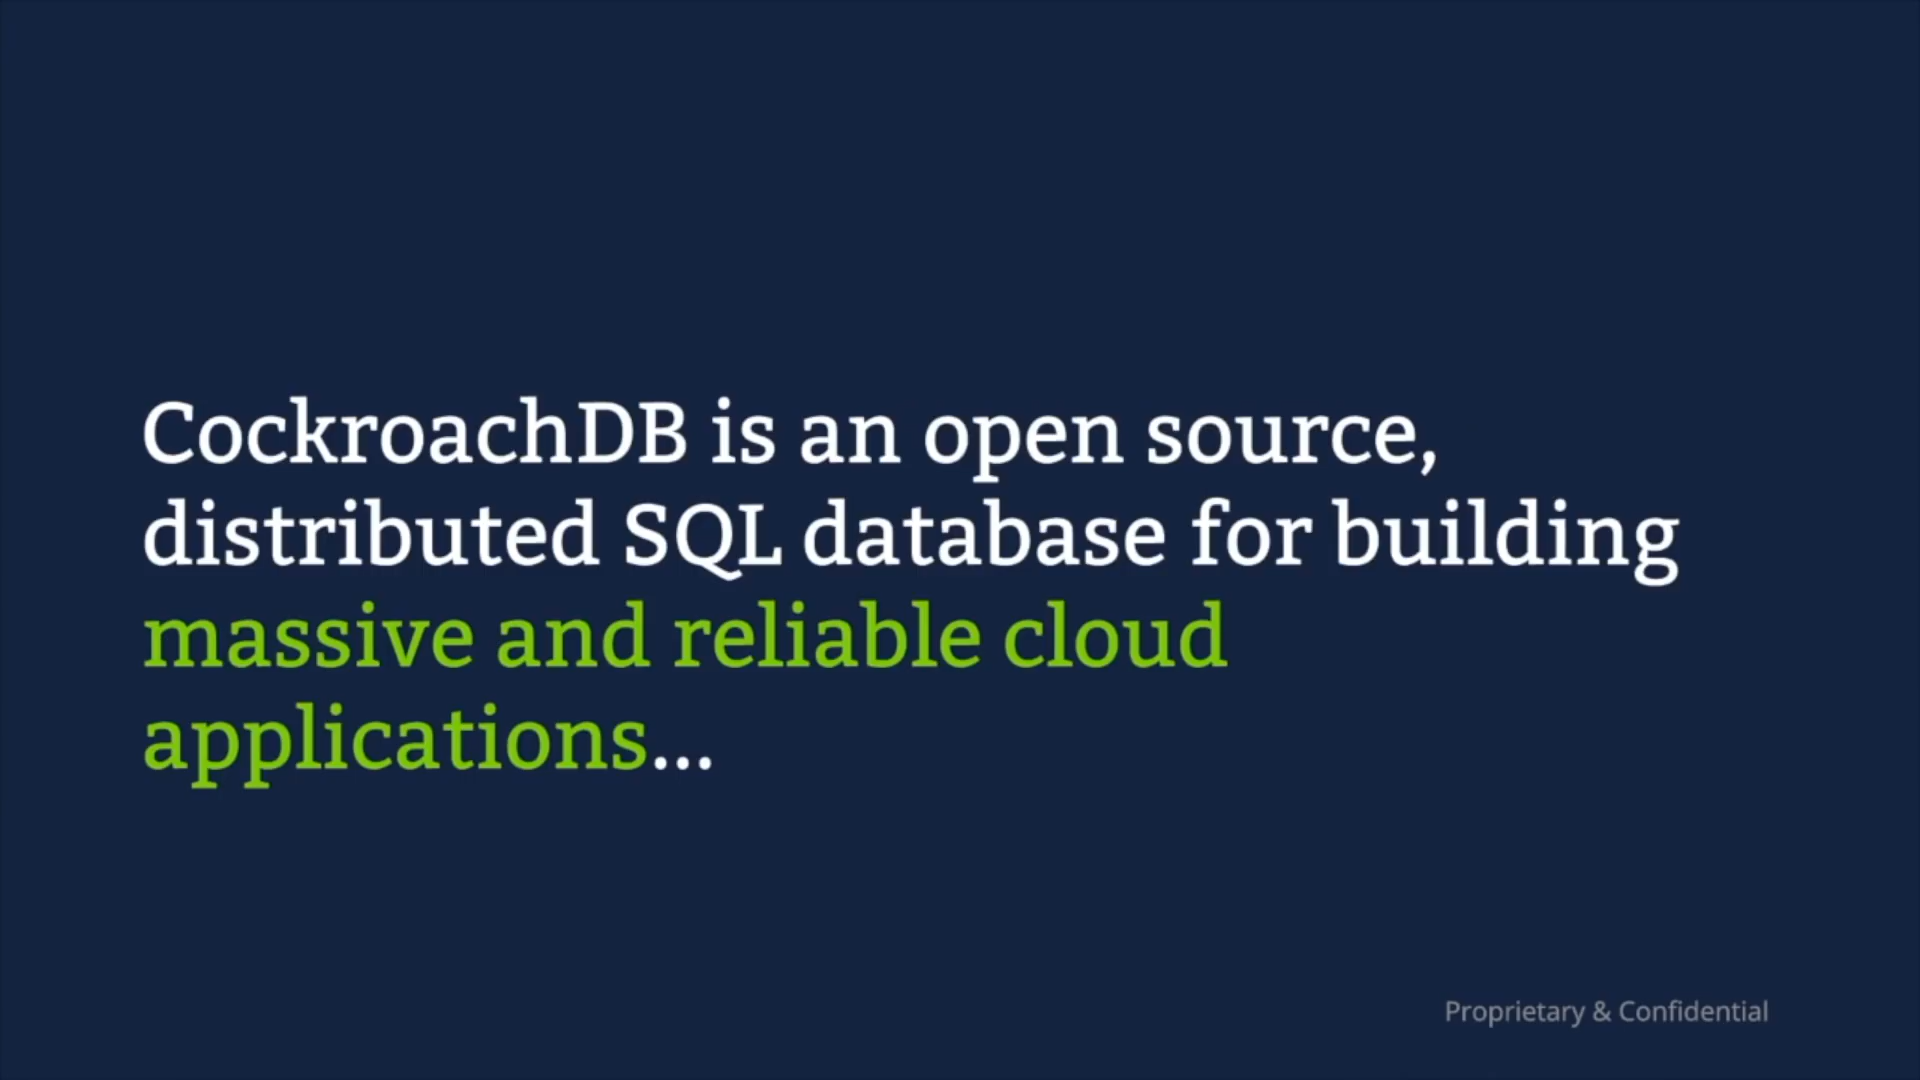 CockroachDB is an open source,
distributed SQL database for building
massive and reliable cloud
applications...
Proprietary & Confidential